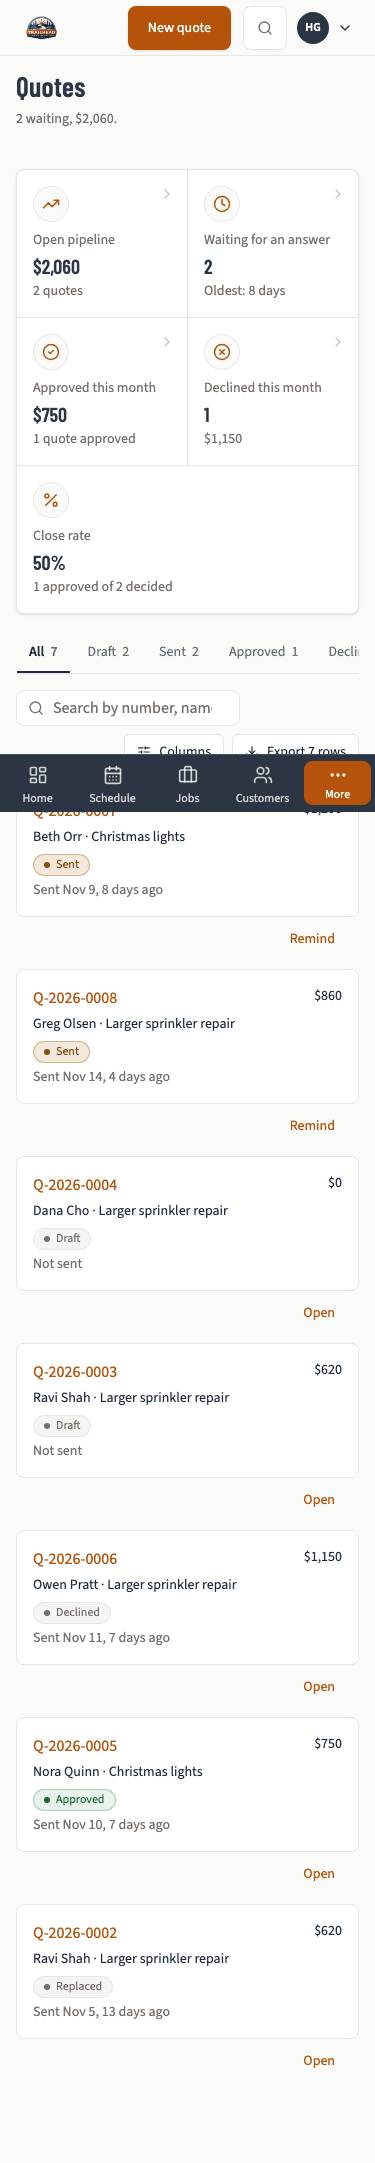 TRAILHEAD
New quote
HG
Quotes
2 waiting, $2,060.
Open pipeline
$2,060
2 quotes
Waiting for an answer
2
Oldest: 8 days
Approved this month
$750
1 quote approved
Declined this month
1
$1,150
Close rate
50%
1 approved of 2 decided
All 7 Draft 2 Sent 2 Approved 1 Declin
Search by number, nam
Columns Export 7 rows
Home Schedule Jobs Customers More
Beth Orr · Christmas lights
Sent
Sent Nov 9, 8 days ago
Remind
Q-2026-0008 $860
Greg Olsen · Larger sprinkler repair
Sent
Sent Nov 14, 4 days ago
Remind
Q-2026-0004 $0
Dana Cho · Larger sprinkler repair
Draft
Not sent
Open
Q-2026-0003 $620
Ravi Shah · Larger sprinkler repair
Draft
Not sent
Open
Q-2026-0006 $1,150
Owen Pratt · Larger sprinkler repair
Declined
Sent Nov 11, 7 days ago
Open
Q-2026-0005 $750
Nora Quinn · Christmas lights
Approved
Sent Nov 10, 7 days ago
Open
Q-2026-0002 $620
Ravi Shah · Larger sprinkler repair
Replaced
Sent Nov 5, 13 days ago
Open